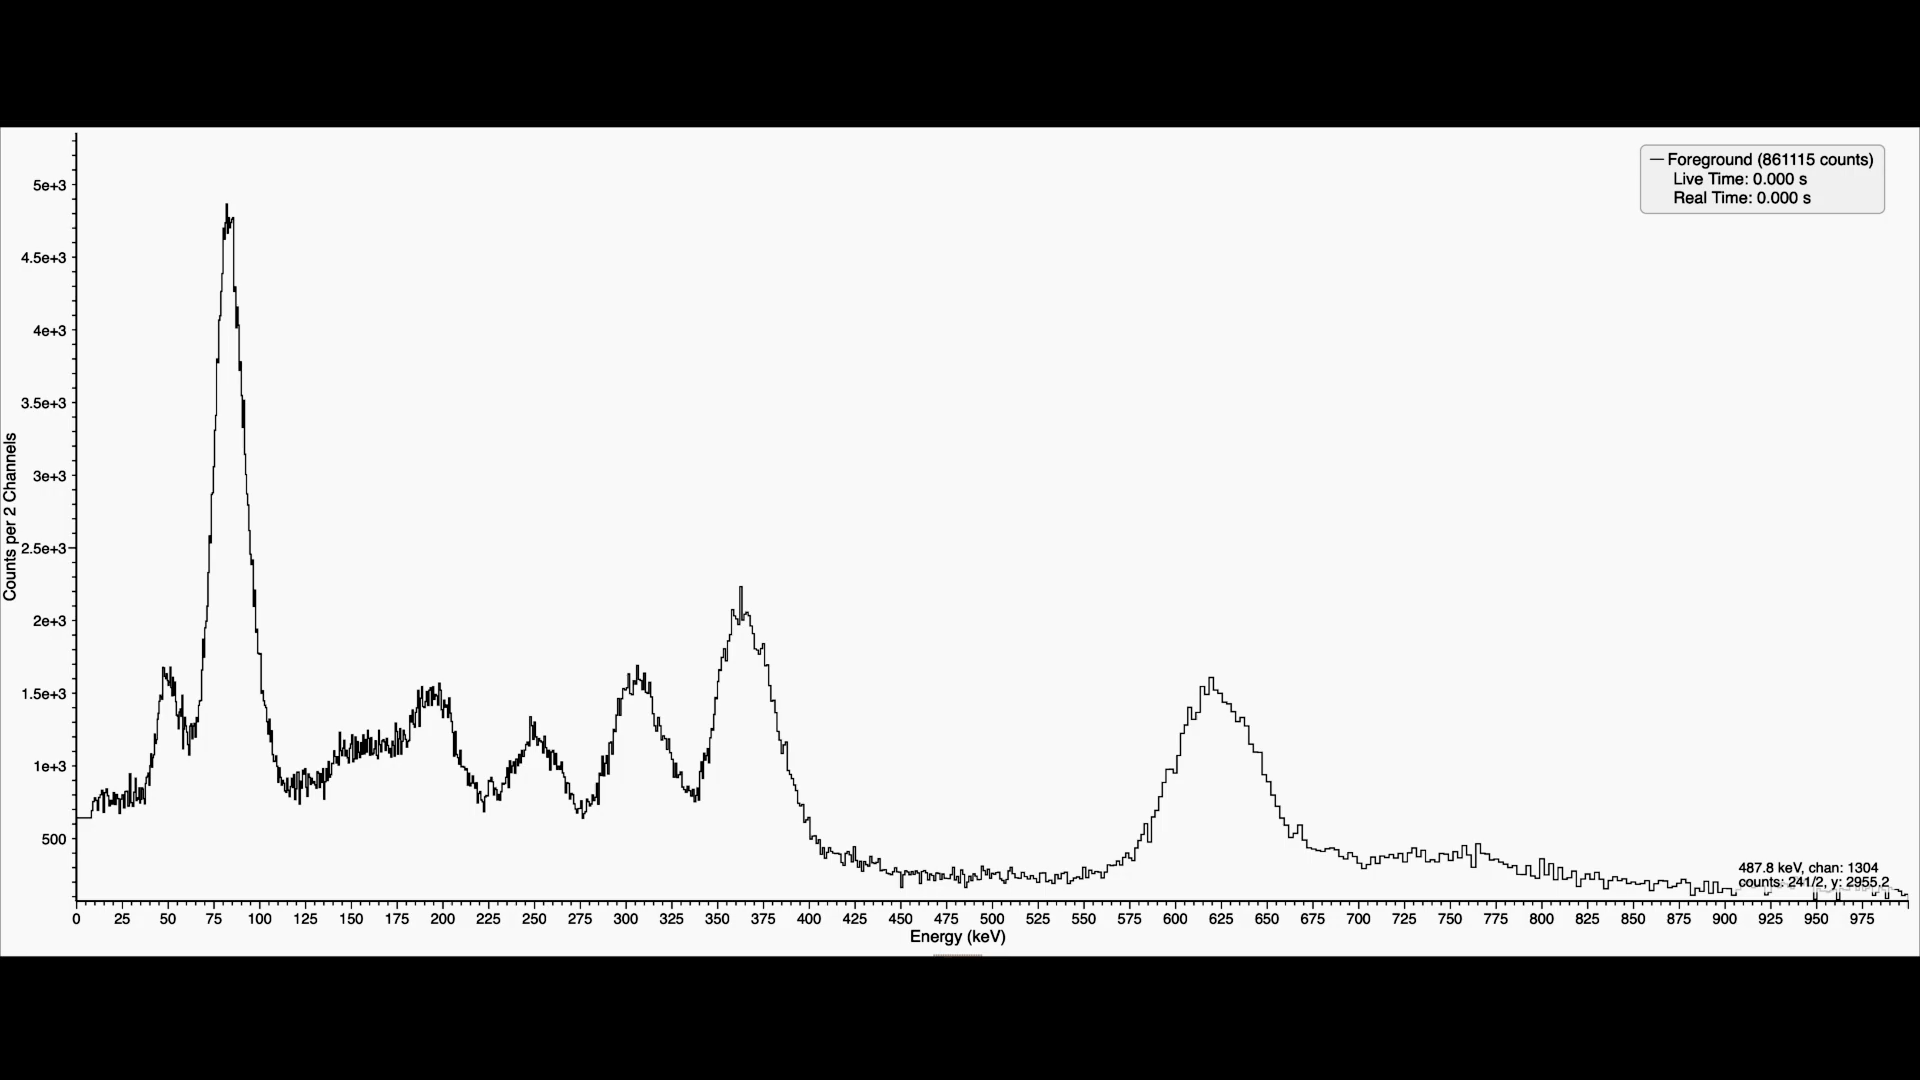 Foreground (861115 counts)
Live Time: 0.000 s
Real Time: 0.000 s
5e+3
4.5e+3
4e+3
3.5e+3
3e+3
2.5e+3
2e+3
1.5e+3
1e+3
500
Counts per 2 Channels
487.8 keV, chan: 1304
counts: 241/2, y: 2955.2
0 25 50 75 100 125 150 175 200 225 250 275 300 325 350 375 400 425 450 475 500 525 550 575 600 625 650 675 700 725 750 775 800 825 850 875 900 925 950 975
Energy (keV)